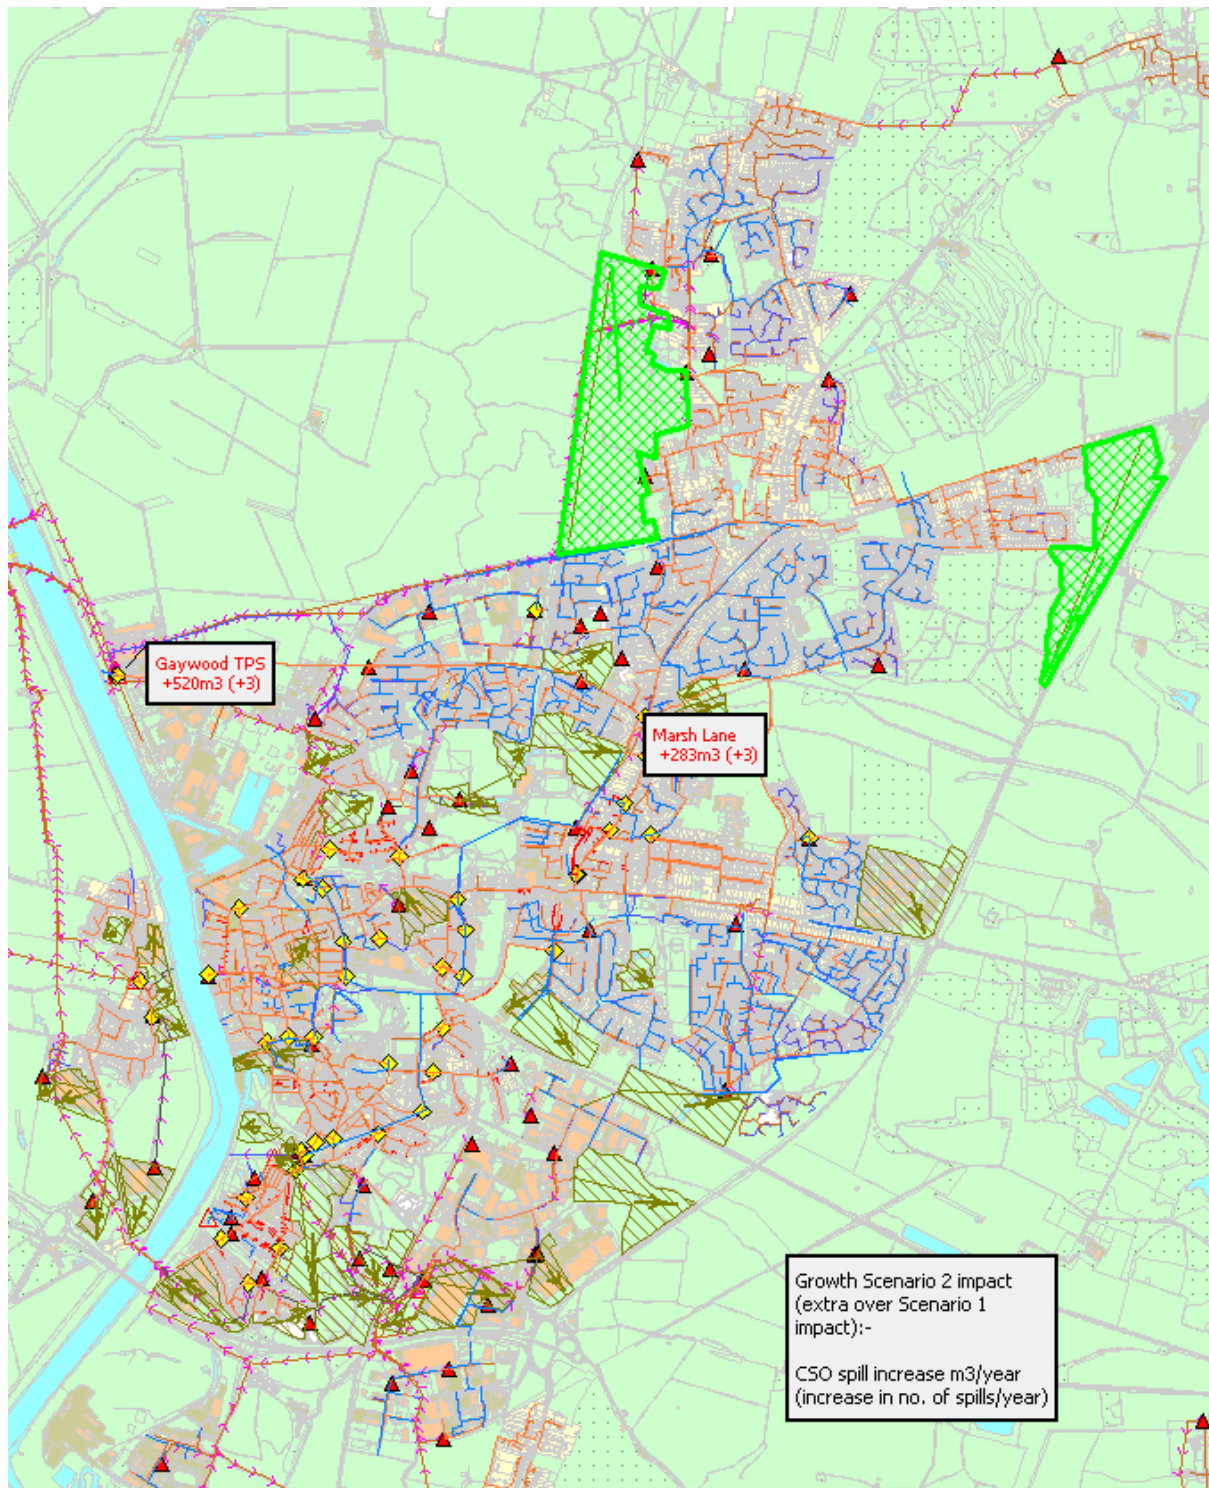 Gaywood TPS
+520m3 (+3)
Marsh Lane
+283m3 (+3)
Growth Scenario 2 impact
(extra over Scenario 1
impact):-
CSO spill increase m3/year
(increase in no. of spills/year)